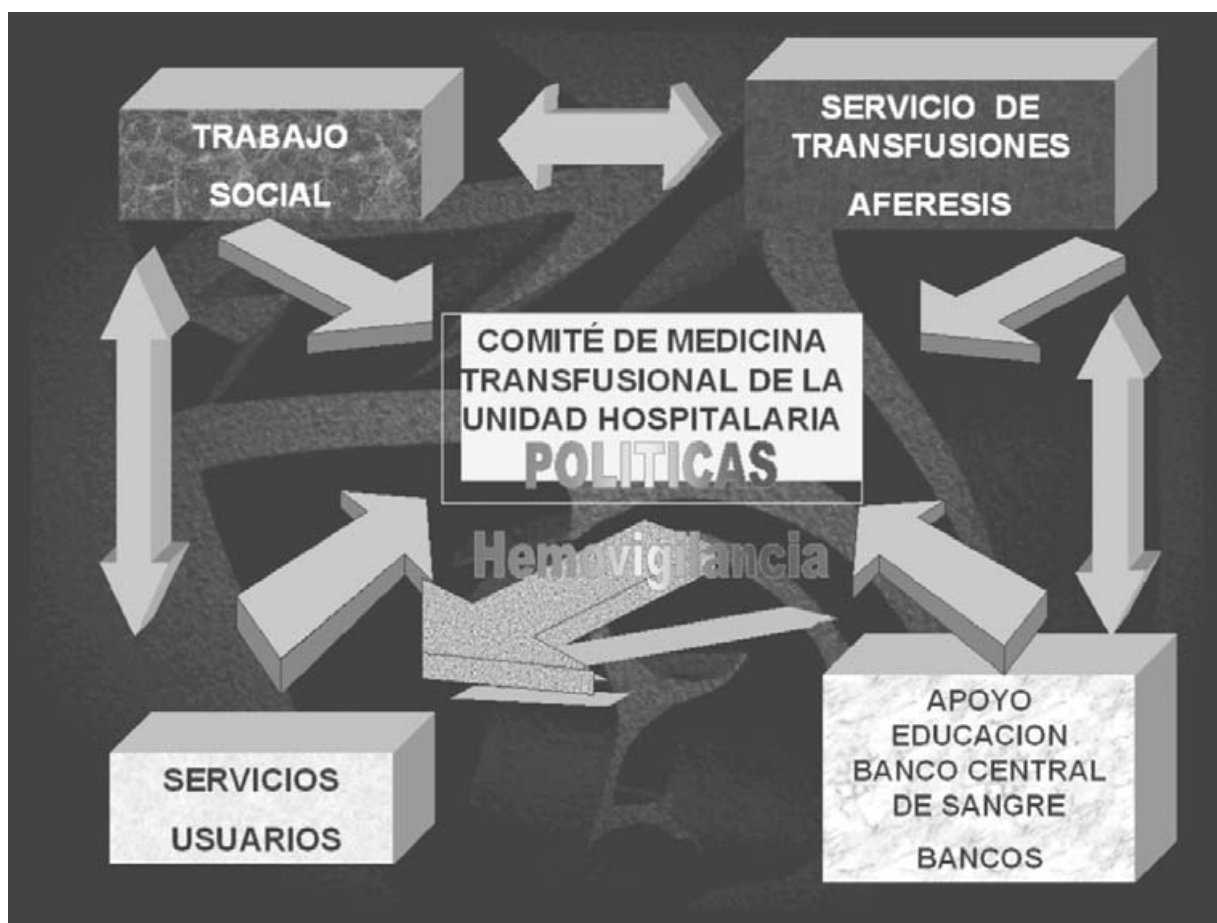 TRABAJO
SOCIAL
SERVICIO DE
TRANSFUSIONES
AFERESIS
COMITÉ DE MEDICINA
TRANSFUSIONAL DE LA
UNIDAD HOSPITALARIA
POLITICAS
Hemovigilancia
SERVICIOS
USUARIOS
APOYO
EDUCACION
BANCO CENTRAL
DE SANGRE
BANCOS